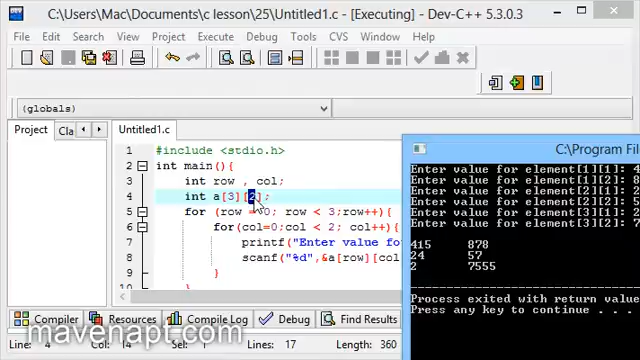 C:\Users\Mac\Documents\c lesson\25\Untitled1.c - [Executing] - Dev-C++ 5.3.0.3
File Edit Search View Project Execute Debug Tools CVS Window Help
(globals)
Project Cla
Untitled1.c
1 #include <stdio.h>
2 int main(){
3 int row , col;
4 int a[3][2];
5 for (row = 0; row < 3;row++){
6 for(col=0;col < 2; col++){
7 printf("Enter value fo
8 scanf("%d",&a[row][col
9 }
10 }
C:\Program Fil
Enter value for element[1][1]: 4
Enter value for element[1][2]: 8
Enter value for element[2][1]: 2
Enter value for element[2][2]: 5
Enter value for element[3][1]: 2
Enter value for element[3][2]: 7
415 878
24 57
2 7555
Process exited with return value
Press any key to continue . . .
Compiler Resources Compile Log Debug Find Results
Line: 4 Col: 14 Sel: 1 Lines: 17 Length: 360
mavenapt.com